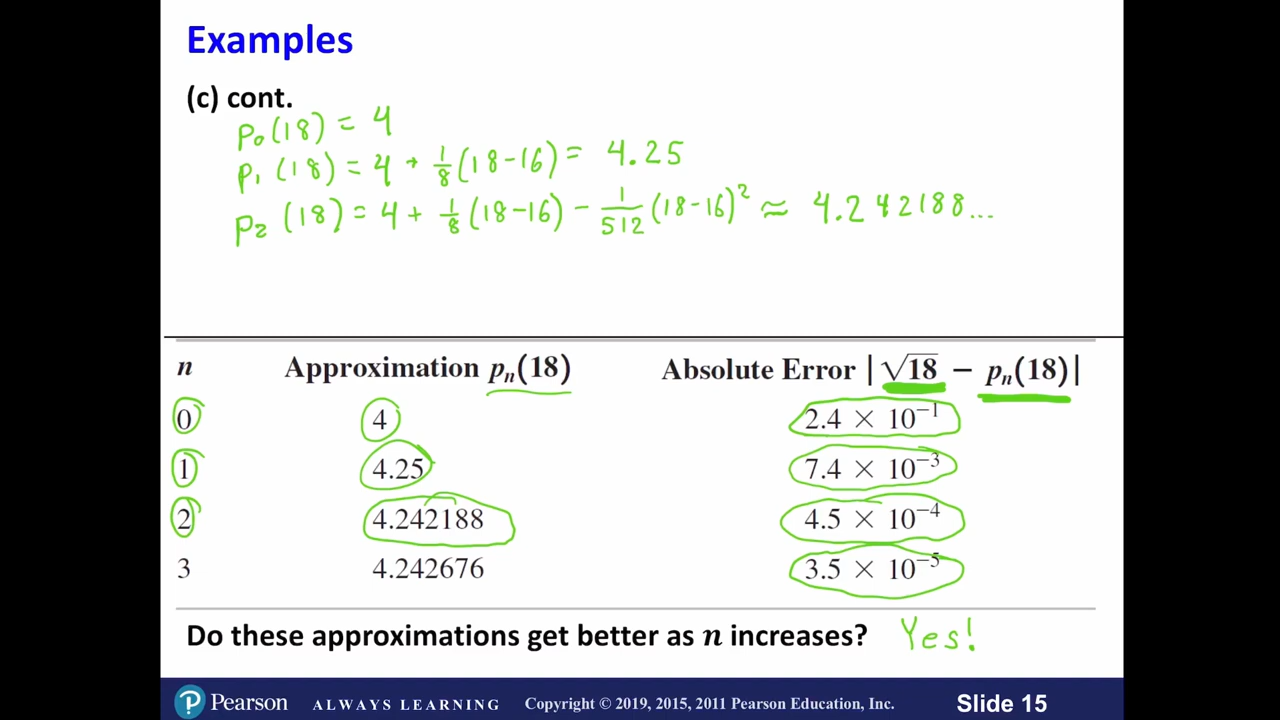 Examples
(c) cont.
p₀(18) = 4
p₁(18) = 4 + 1/8(18-16) = 4.25
p₂(18) = 4 + 1/8(18-16) - 1/512(18-16)² ≈ 4.242188...
n Approximation pₙ(18) Absolute Error |√18 − pₙ(18)|
0 4 2.4 × 10⁻¹
1 4.25 7.4 × 10⁻³
2 4.242188 4.5 × 10⁻⁴
3 4.242676 3.5 × 10⁻⁵
Do these approximations get better as n increases? Yes!
P Pearson ALWAYS LEARNING Copyright © 2019, 2015, 2011 Pearson Education, Inc. Slide 15